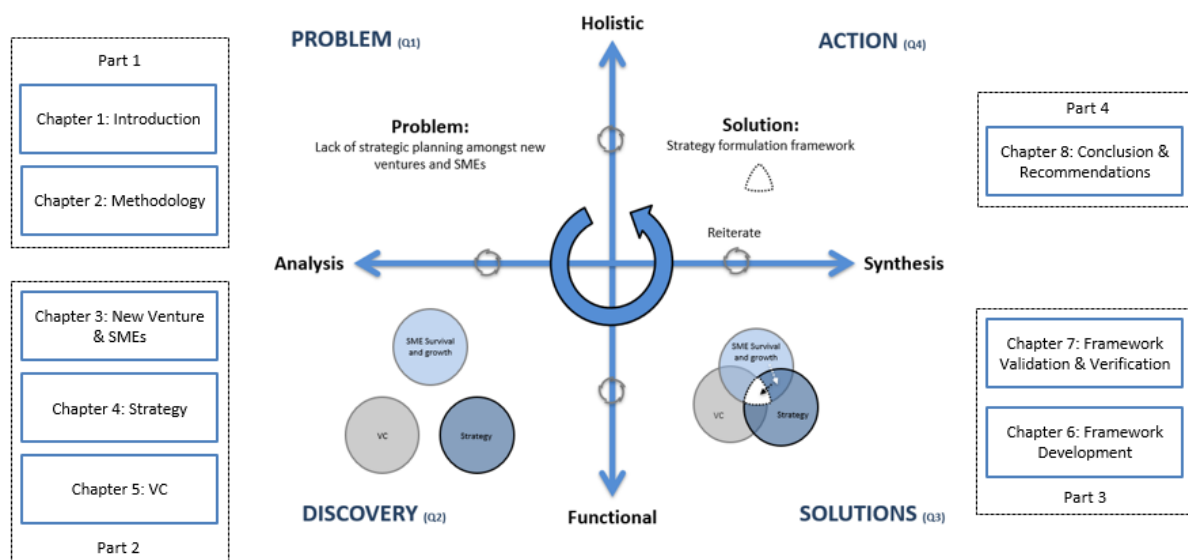 Part 1
Chapter 1: Introduction
Chapter 2: Methodology
Chapter 3: New Venture
& SMEs
Chapter 4: Strategy
Chapter 5: VC
Part 2
PROBLEM (Q1)
Holistic
ACTION (Q4)
Problem:
Lack of strategic planning amongst new
ventures and SMEs
Solution:
Strategy formulation framework
Reiterate
Analysis
Synthesis
SME Survival
and growth
VC
Strategy
SME Survival
and growth
VC
Strategy
DISCOVERY (Q2)
Functional
SOLUTIONS (Q3)
Part 4
Chapter 8: Conclusion &
Recommendations
Chapter 7: Framework
Validation & Verification
Chapter 6: Framework
Development
Part 3